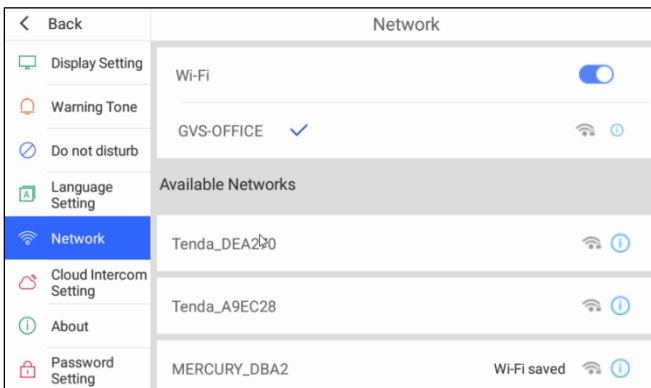 Back
Network
Display Setting
Warning Tone
Do not disturb
Language
Setting
Network
Cloud Intercom
Setting
About
Password
Setting
Wi-Fi
GVS-OFFICE
Available Networks
Tenda_A9EC28
MERCURY_DBA2 Wi-Fi saved